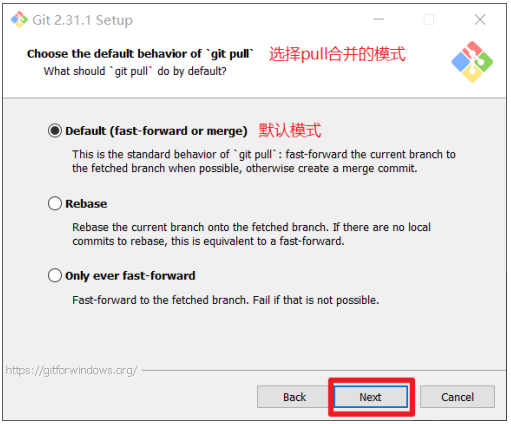 Git 2.31.1 Setup
Choose the default behavior of `git pull` 选择pull合并的模式
What should `git pull` do by default?
Default (fast-forward or merge) 默认模式
This is the standard behavior of `git pull`: fast-forward the current branch to
the fetched branch when possible, otherwise create a merge commit.
Rebase
Rebase the current branch onto the fetched branch. If there are no local
commits to rebase, this is equivalent to a fast-forward.
Only ever fast-forward
Fast-forward to the fetched branch. Fail if that is not possible.
https://gitforwindows.org/
Back Next Cancel